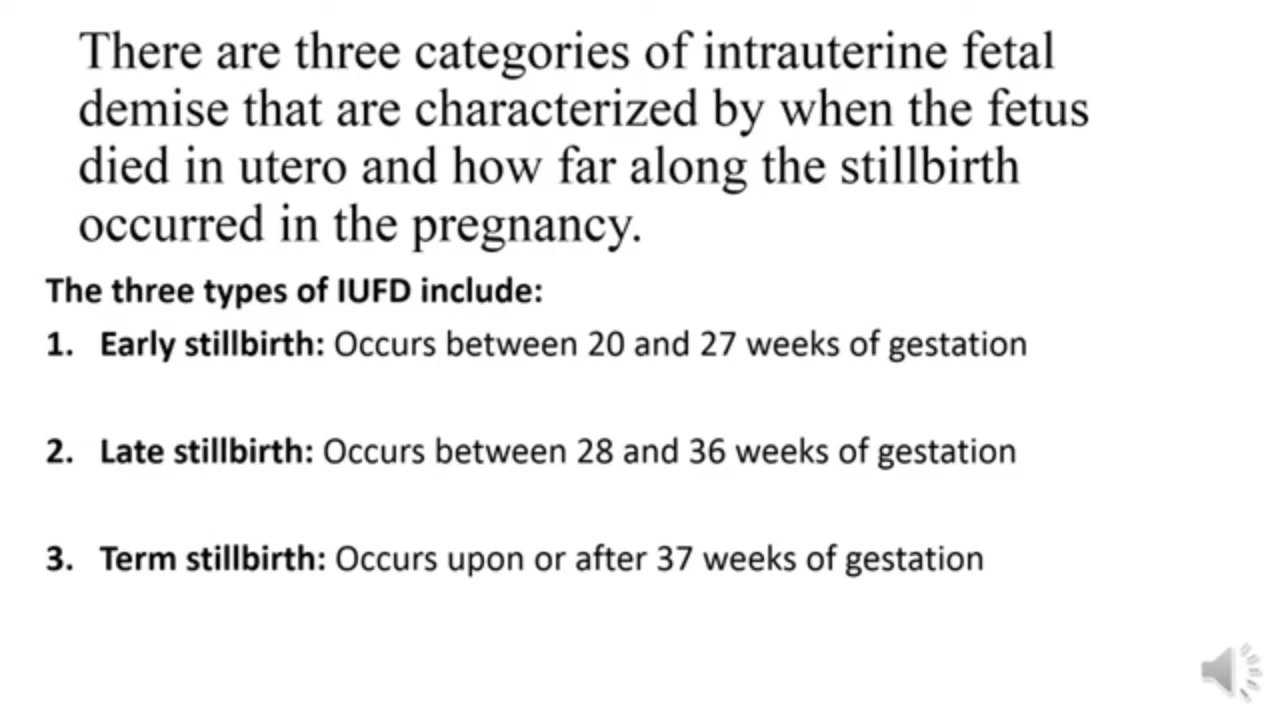 There are three categories of intrauterine fetal
demise that are characterized by when the fetus
died in utero and how far along the stillbirth
occurred in the pregnancy.
The three types of IUFD include:
1. Early stillbirth: Occurs between 20 and 27 weeks of gestation
2. Late stillbirth: Occurs between 28 and 36 weeks of gestation
3. Term stillbirth: Occurs upon or after 37 weeks of gestation